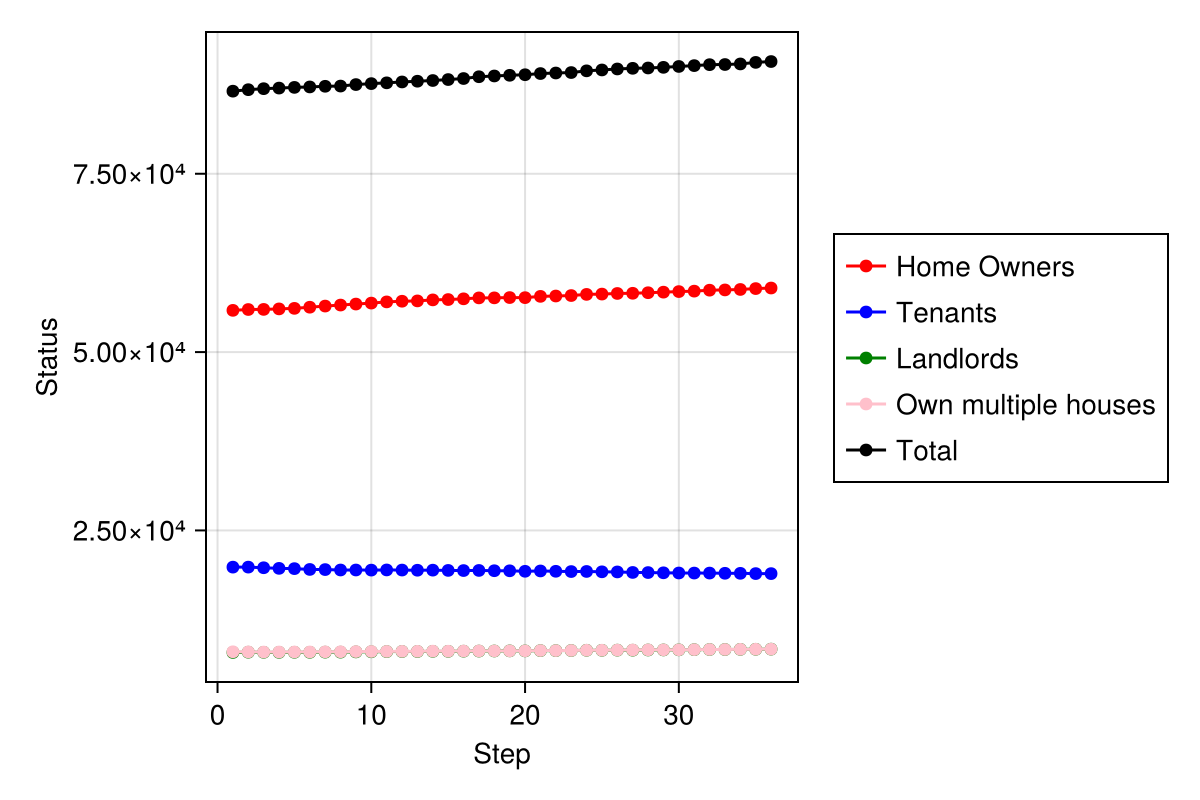 7.50×10⁴
5.00×10⁴
2.50×10⁴
Status
0 10 20 30
Step
Home Owners
Tenants
Landlords
Own multiple houses
Total